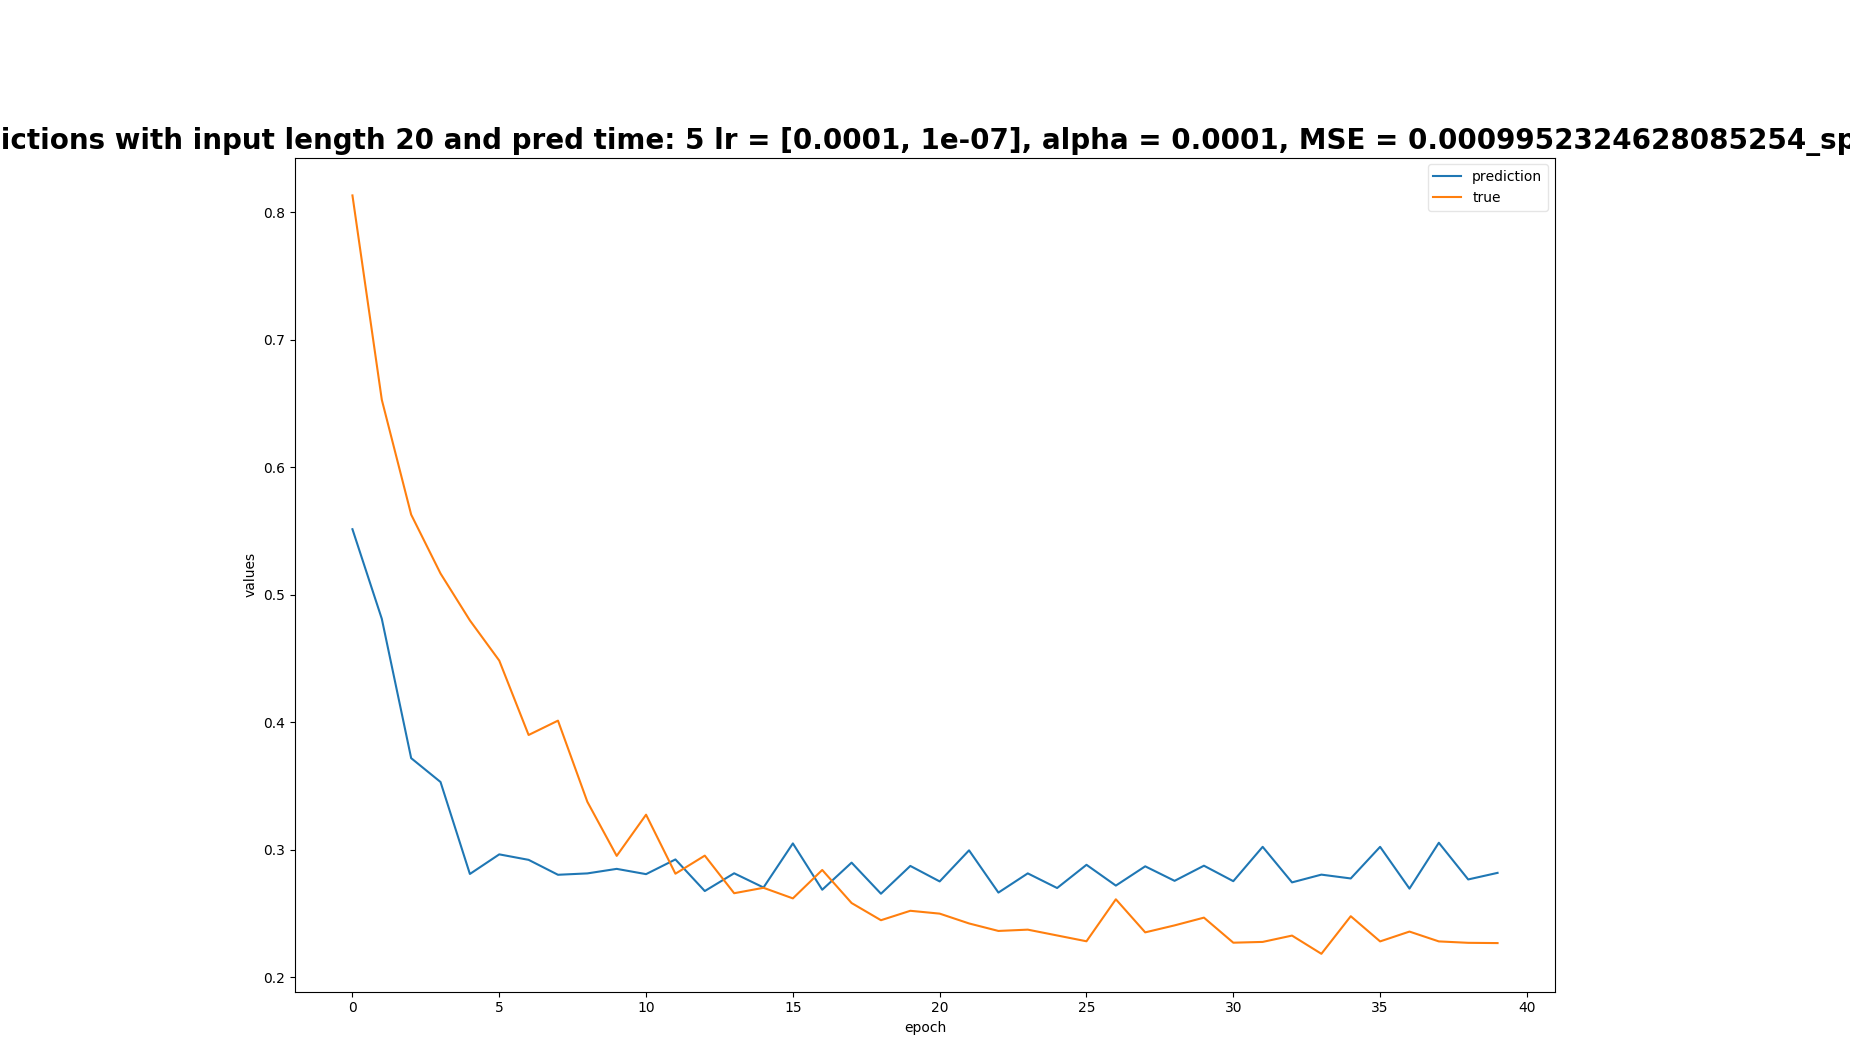 ictions with input length 20 and pred time: 5 lr = [0.0001, 1e-07], alpha = 0.0001, MSE = 0.0009952324628085254_sp
prediction
true
0.8
0.7
0.6
0.5
0.4
0.3
0.2
values
0 5 10 15 20 25 30 35 40
epoch